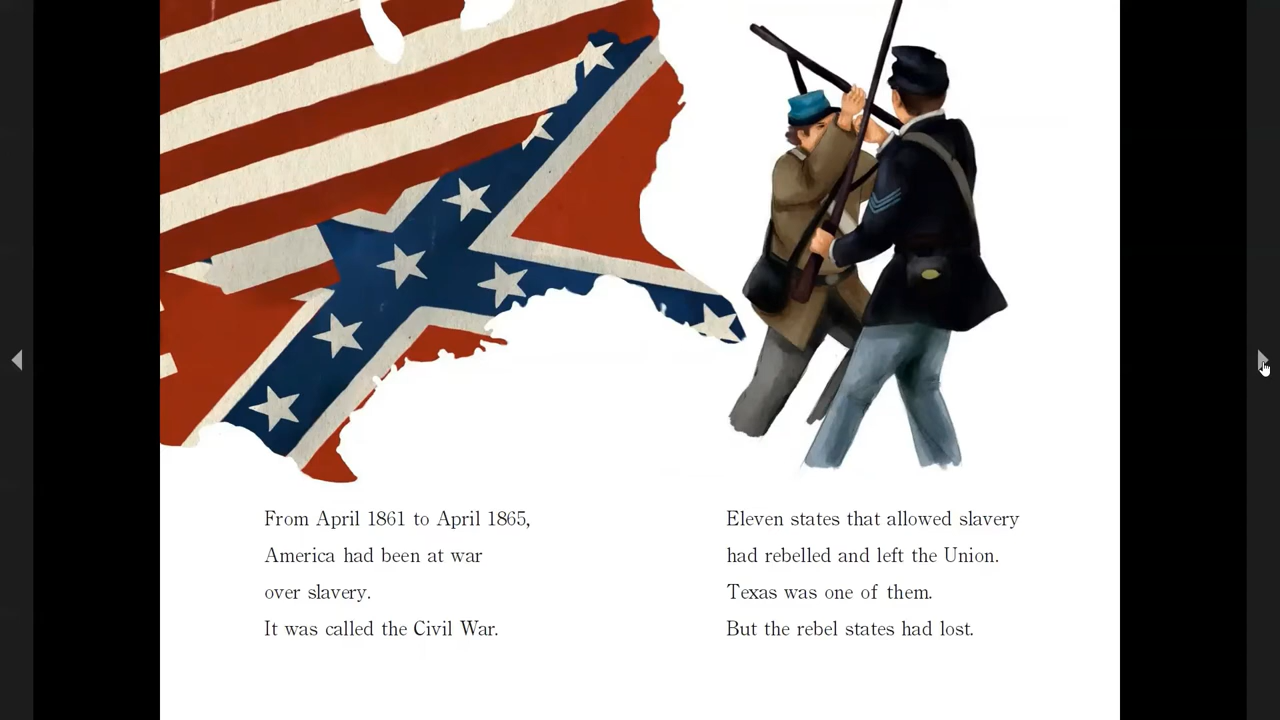 From April 1861 to April 1865,
America had been at war
over slavery.
It was called the Civil War.
Eleven states that allowed slavery
had rebelled and left the Union.
Texas was one of them.
But the rebel states had lost.